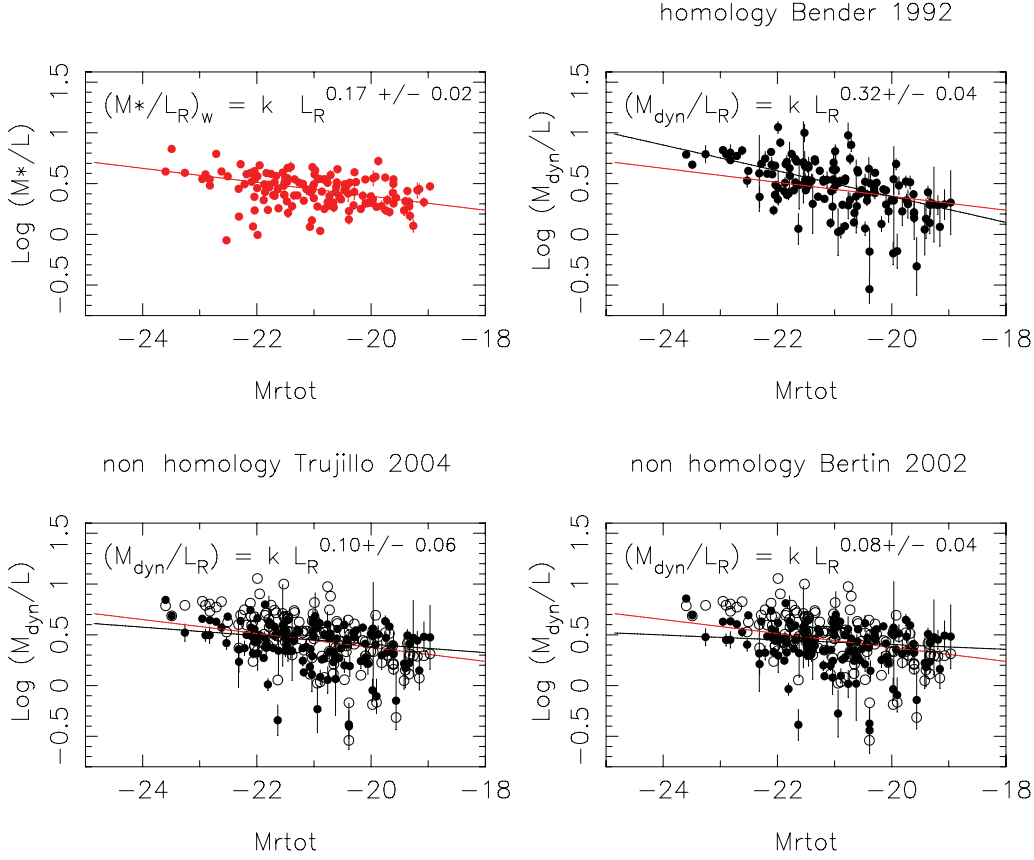 homology Bender 1992
(M*/L_R)_w = k L_R^0.17 +/- 0.02
(M_dyn/L_R) = k L_R^0.32+/- 0.04
Log (M*/L)
1.5
1
0.5
0
−0.5
−24
−22
−20
−18
Mrtot
Log (M_dyn/L)
1.5
1
0.5
0
−0.5
−24
−22
−20
−18
Mrtot
non homology Trujillo 2004
non homology Bertin 2002
(M_dyn/L_R) = k L_R^0.10+/- 0.06
(M_dyn/L_R) = k L_R^0.08+/- 0.04
Log (M_dyn/L)
1.5
1
0.5
0
−0.5
−24
−22
−20
−18
Mrtot
Log (M_dyn/L)
1.5
1
0.5
0
−0.5
−24
−22
−20
−18
Mrtot